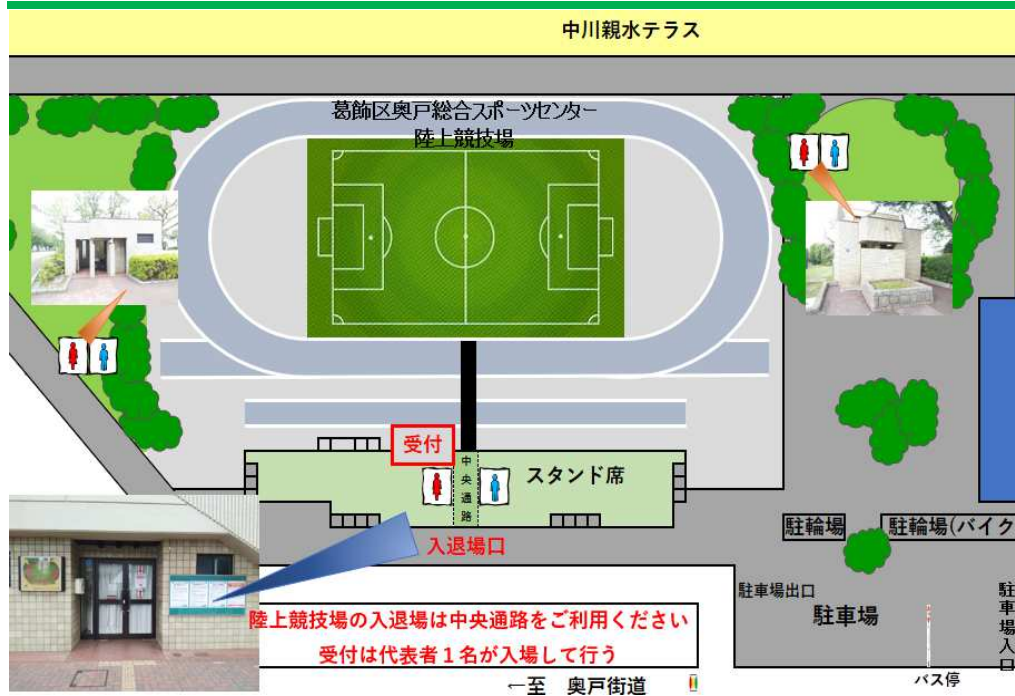 中川親水テラス
葛飾区奥戸総合スポーツセンター
陸上競技場
受付
中央通路
スタンド席
入退場口
駐輪場
駐輪場(バイク
駐車場出口
駐車場
駐車場入口
陸上競技場の入退場は中央通路をご利用ください
受付は代表者１名が入場して行う
バス停
←至 奥戸街道